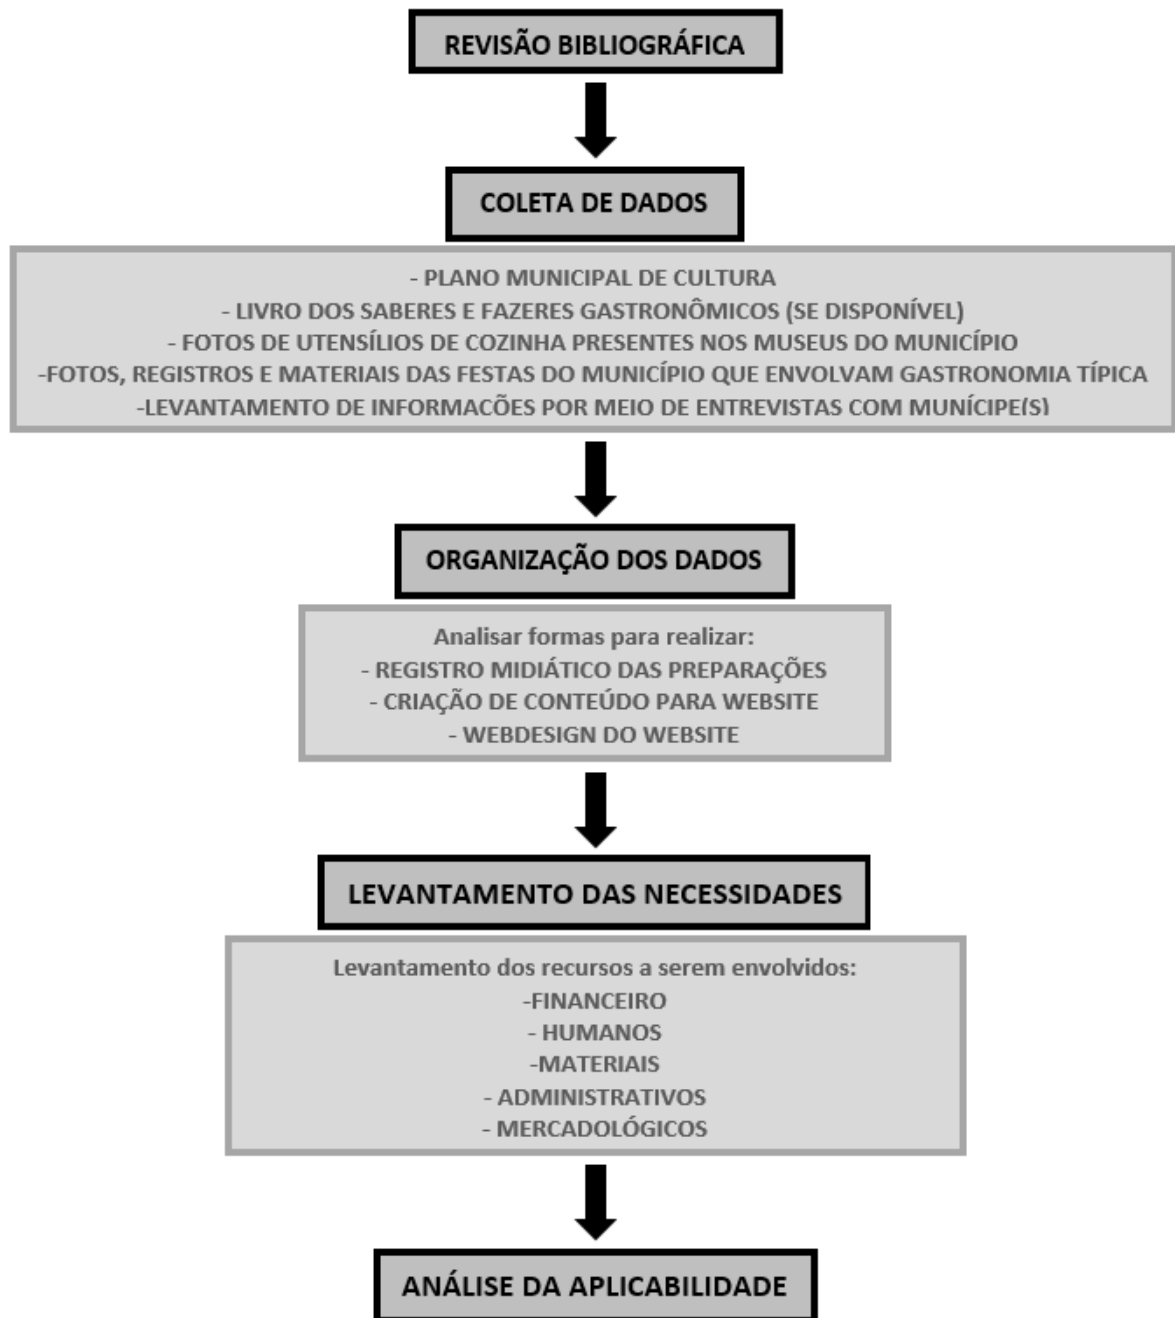 REVISÃO BIBLIOGRÁFICA
COLETA DE DADOS
- PLANO MUNICIPAL DE CULTURA
- LIVRO DOS SABERES E FAZERES GASTRONÔMICOS (SE DISPONÍVEL)
- FOTOS DE UTENSÍLIOS DE COZINHA PRESENTES NOS MUSEUS DO MUNICÍPIO
-FOTOS, REGISTROS E MATERIAIS DAS FESTAS DO MUNICÍPIO QUE ENVOLVAM GASTRONOMIA TÍPICA
-LEVANTAMENTO DE INFORMAÇÕES POR MEIO DE ENTREVISTAS COM MUNÍCIPE(S)
ORGANIZAÇÃO DOS DADOS
Analisar formas para realizar:
- REGISTRO MIDIÁTICO DAS PREPARAÇÕES
- CRIAÇÃO DE CONTEÚDO PARA WEBSITE
- WEBDESIGN DO WEBSITE
LEVANTAMENTO DAS NECESSIDADES
Levantamento dos recursos a serem envolvidos:
-FINANCEIRO
- HUMANOS
-MATERIAIS
- ADMINISTRATIVOS
- MERCADOLÓGICOS
ANÁLISE DA APLICABILIDADE